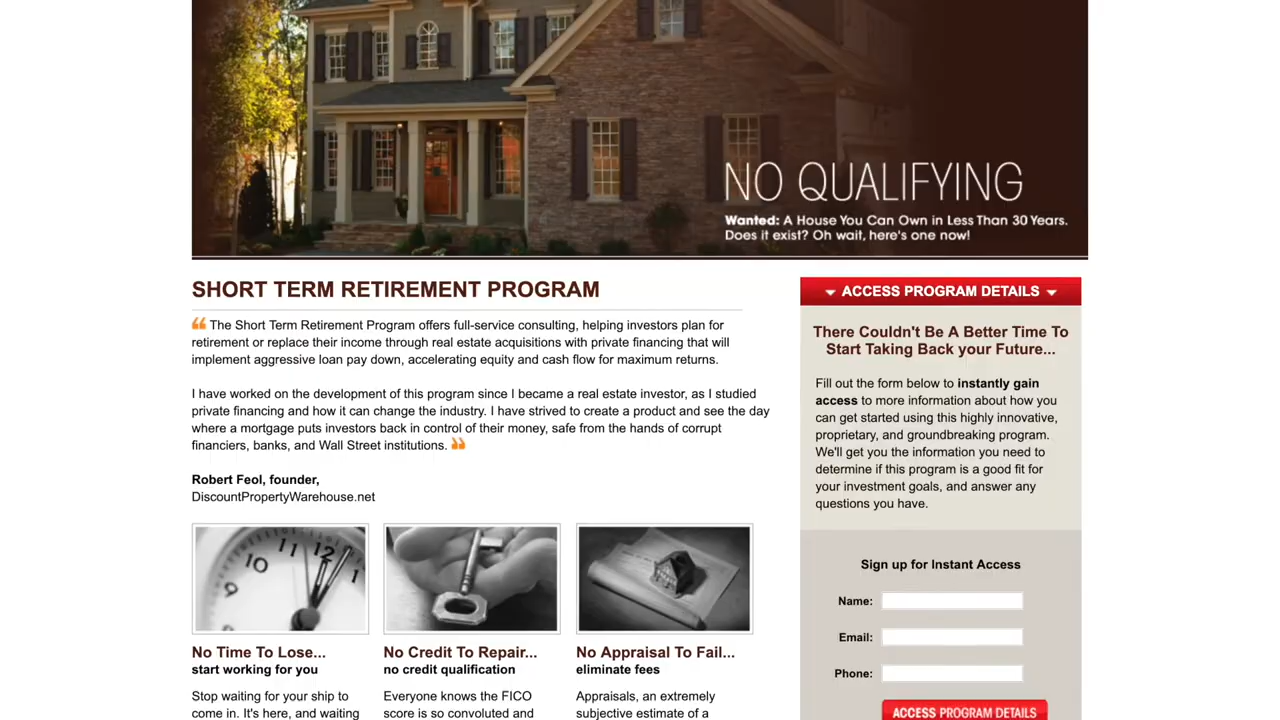 NO QUALIFYING
Wanted: A House You Can Own in Less Than 30 Years.
Does it exist? Oh wait, here's one now!
SHORT TERM RETIREMENT PROGRAM
❝ The Short Term Retirement Program offers full-service consulting, helping investors plan for
retirement or replace their income through real estate acquisitions with private financing that will
implement aggressive loan pay down, accelerating equity and cash flow for maximum returns.
I have worked on the development of this program since I became a real estate investor, as I studied
private financing and how it can change the industry. I have strived to create a product and see the day
where a mortgage puts investors back in control of their money, safe from the hands of corrupt
financiers, banks, and Wall Street institutions. ❞
Robert Feol, founder,
DiscountPropertyWarehouse.net
9
10
11
12
1
No Time To Lose...
start working for you
Stop waiting for your ship to
come in. It's here, and waiting
No Credit To Repair...
no credit qualification
Everyone knows the FICO
score is so convoluted and
No Appraisal To Fail...
eliminate fees
Appraisals, an extremely
subjective estimate of a
ACCESS PROGRAM DETAILS
There Couldn't Be A Better Time To
Start Taking Back your Future...
Fill out the form below to instantly gain
access to more information about how you
can get started using this highly innovative,
proprietary, and groundbreaking program.
We'll get you the information you need to
determine if this program is a good fit for
your investment goals, and answer any
questions you have.
Sign up for Instant Access
Name:
Email:
Phone:
ACCESS PROGRAM DETAILS